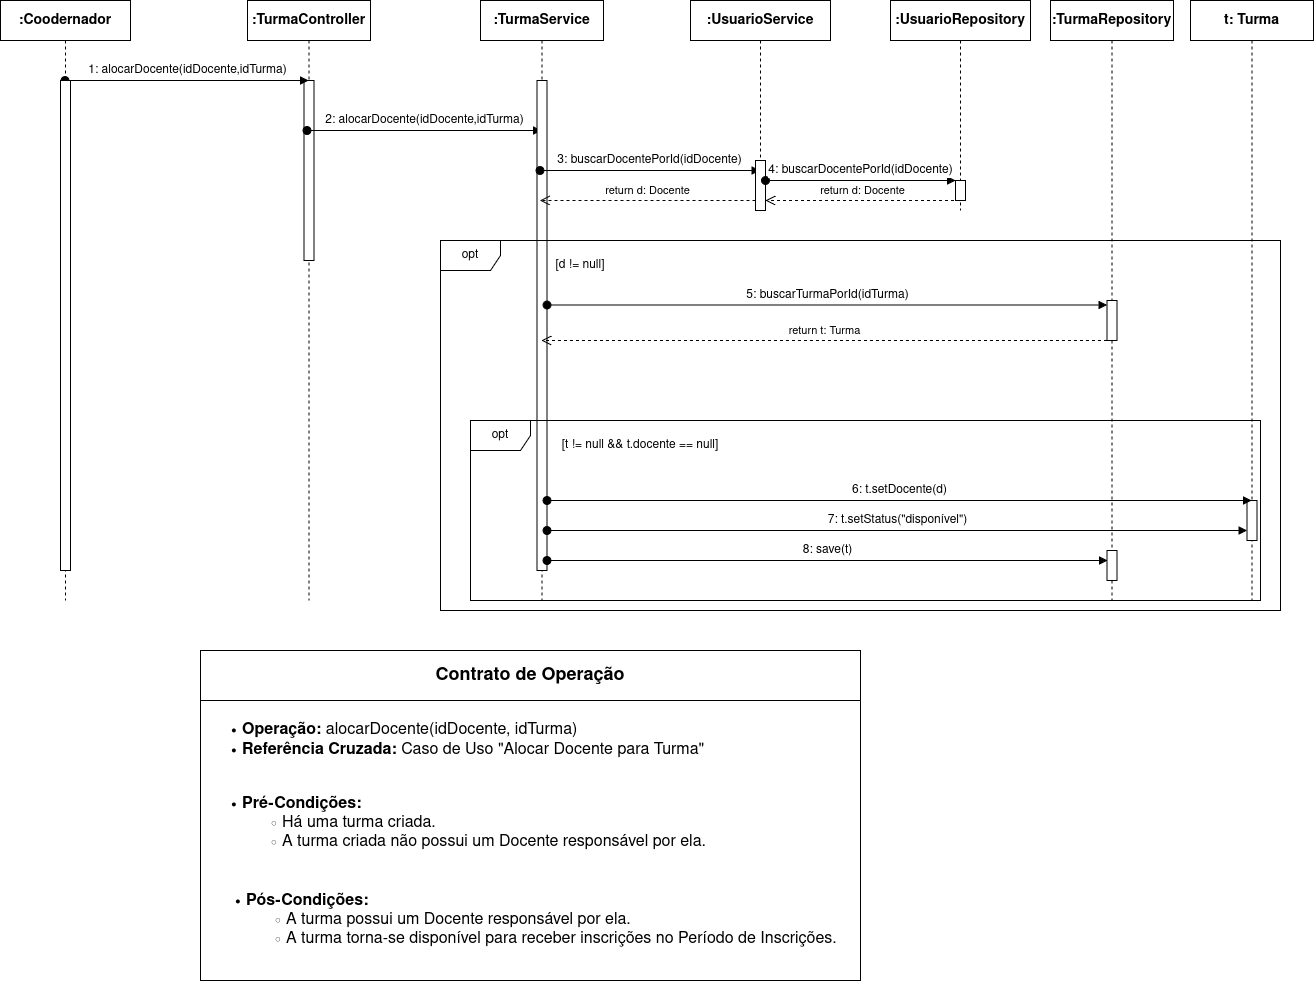 :Coodernador
:TurmaController
:TurmaService
:UsuarioService
:UsuarioRepository
:TurmaRepository
t: Turma
1: alocarDocente(idDocente,idTurma)
2: alocarDocente(idDocente,idTurma)
3: buscarDocentePorId(idDocente)
4: buscarDocentePorId(idDocente)
return d: Docente
return d: Docente
opt
[d != null]
5: buscarTurmaPorId(idTurma)
return t: Turma
opt
[t != null && t.docente == null]
6: t.setDocente(d)
7: t.setStatus("disponível")
8: save(t)
Contrato de Operação
• Operação: alocarDocente(idDocente, idTurma)
• Referência Cruzada: Caso de Uso "Alocar Docente para Turma"
• Pré-Condições:
○ Há uma turma criada.
○ A turma criada não possui um Docente responsável por ela.
• Pós-Condições:
○ A turma possui um Docente responsável por ela.
○ A turma torna-se disponível para receber inscrições no Período de Inscrições.